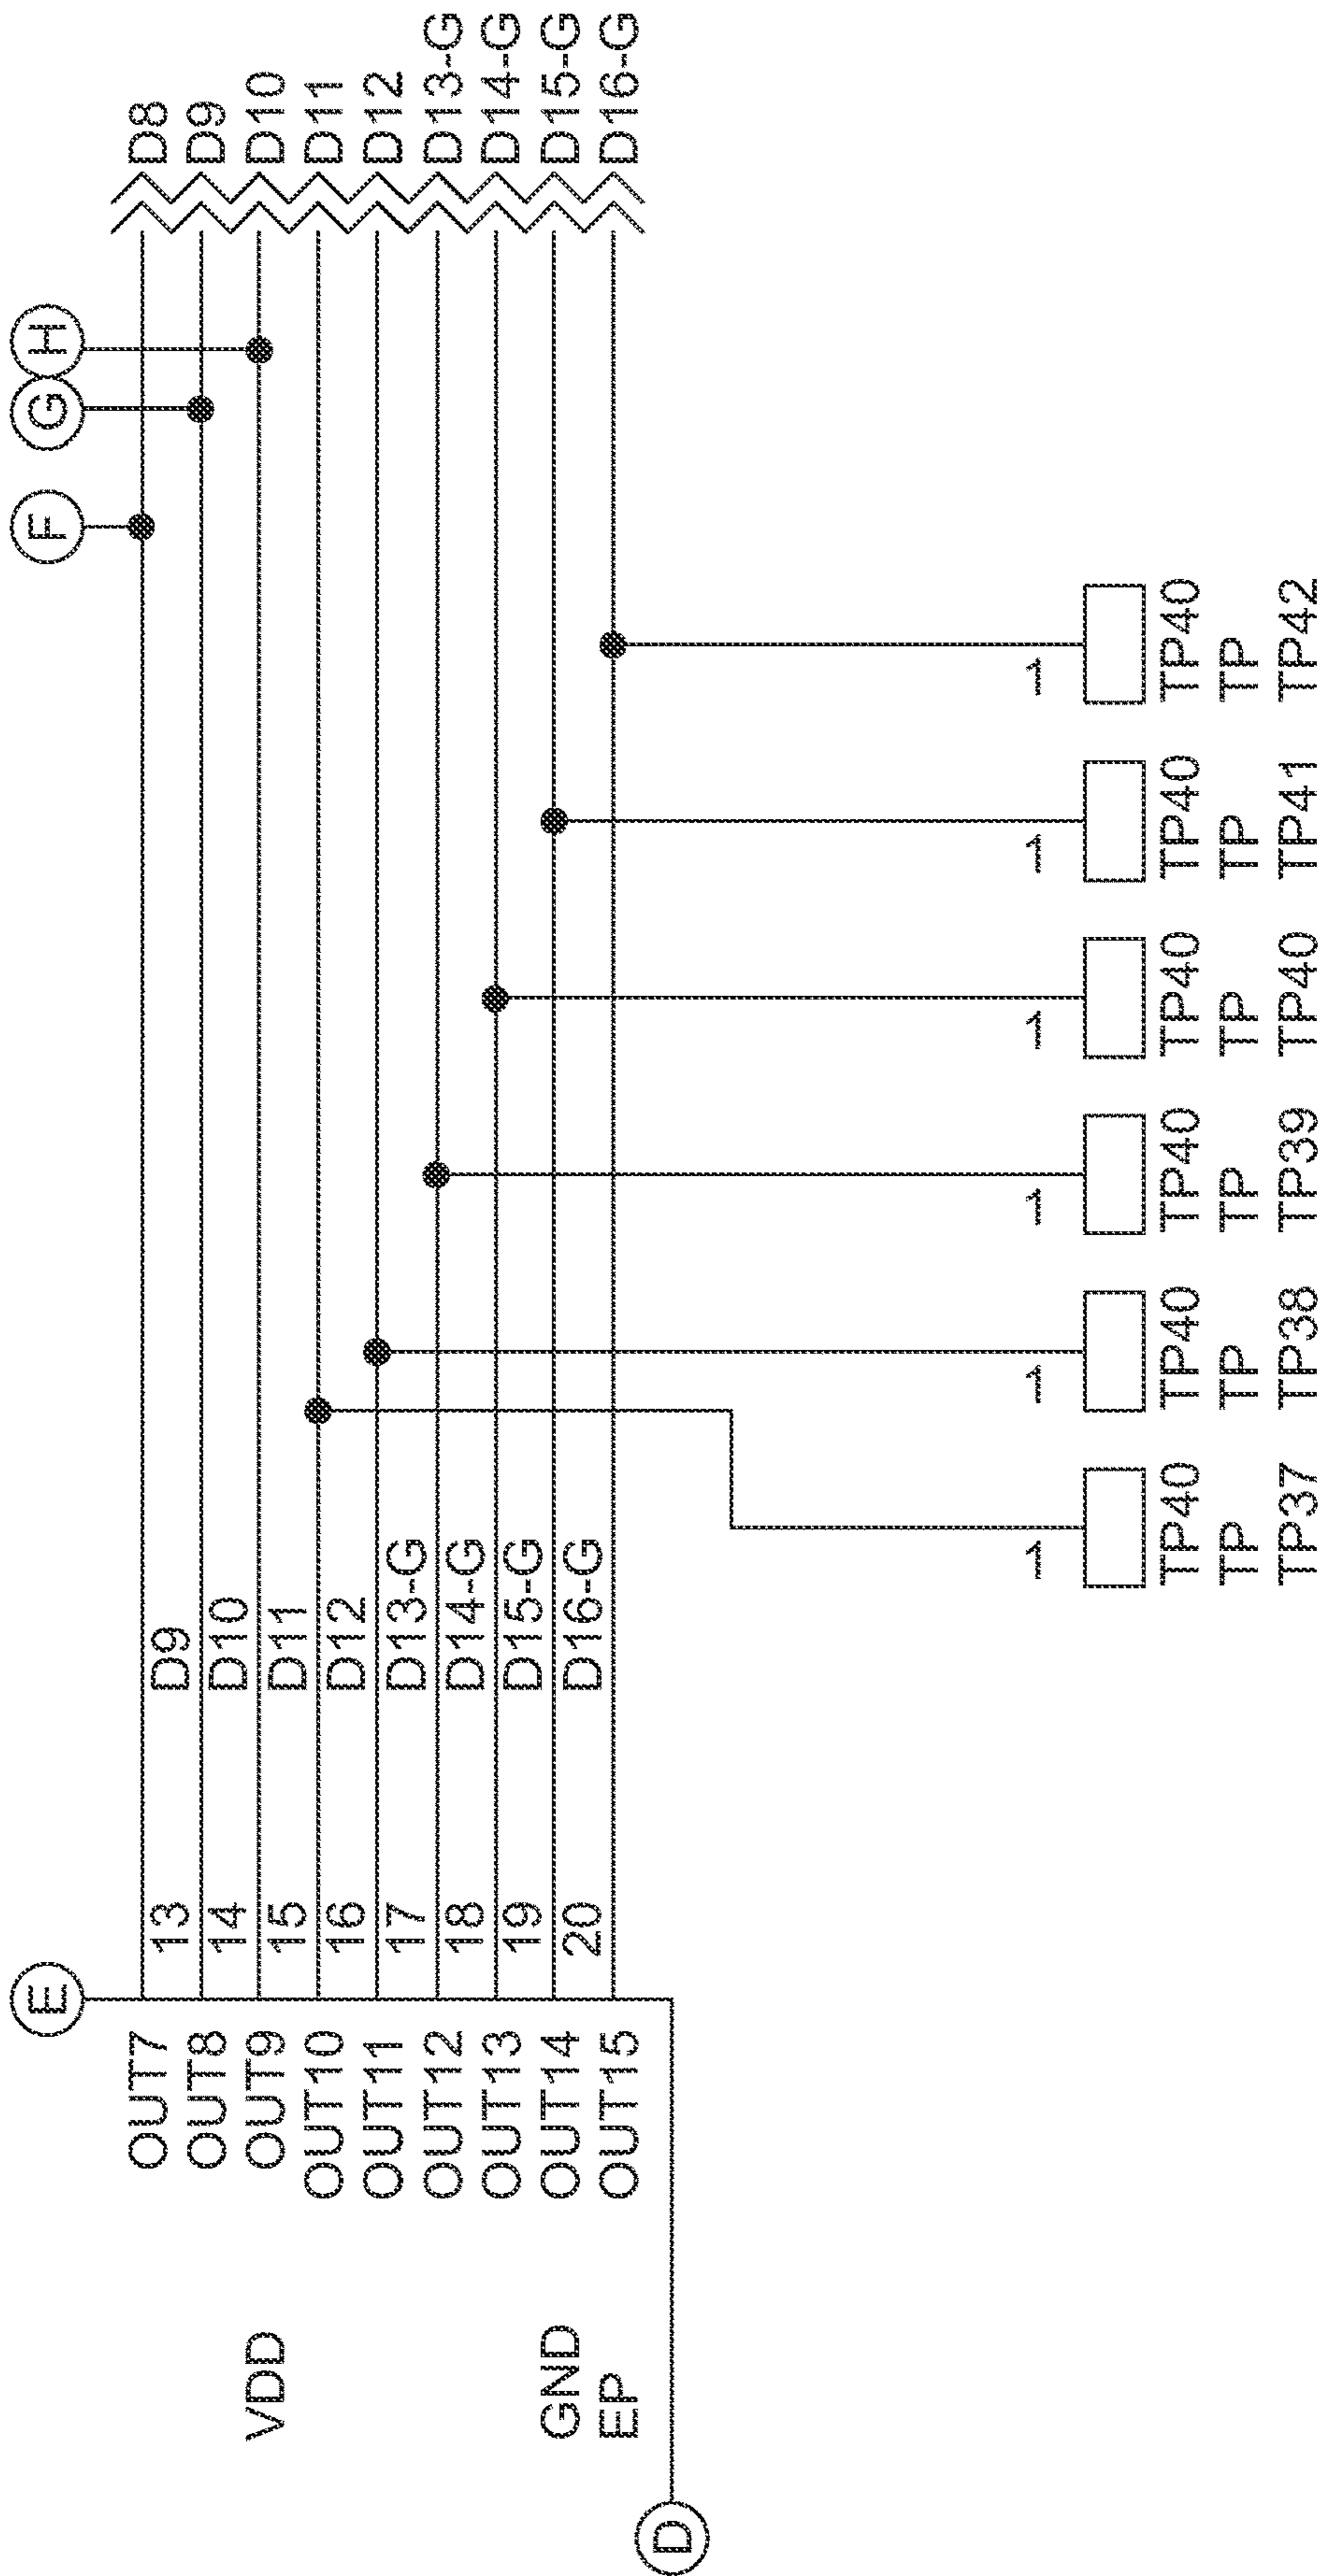 E
F
G
H
OUT7
D8
13
D9
OUT8
D9
14
D10
VDD
OUT9
D10
15
D11
OUT10
D11
16
D12
OUT11
D12
17
D13-G
OUT12
D13-G
18
D14-G
OUT13
D14-G
19
D15-G
GND
OUT14
D15-G
20
D16-G
EP
OUT15
D16-G
D
1
1
1
1
1
1
TP40
TP40
TP40
TP40
TP40
TP40
TP
TP
TP
TP
TP
TP
TP37
TP38
TP39
TP40
TP41
TP42